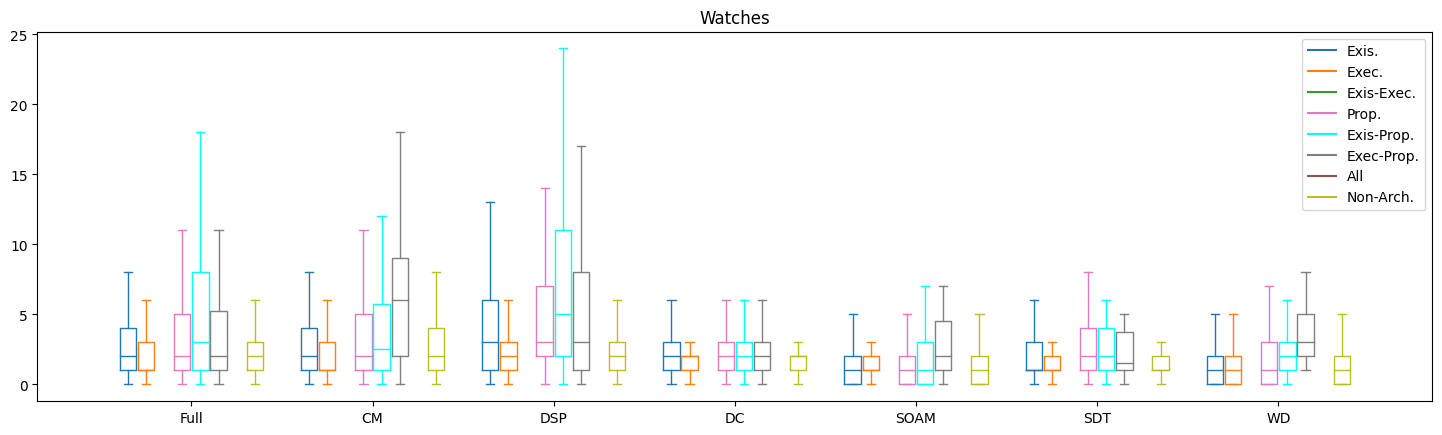 Watches
25
20
15
10
5
0
Exis.
Exec.
Exis-Exec.
Prop.
Exis-Prop.
Exec-Prop.
All
Non-Arch.
Full CM DSP DC SOAM SDT WD